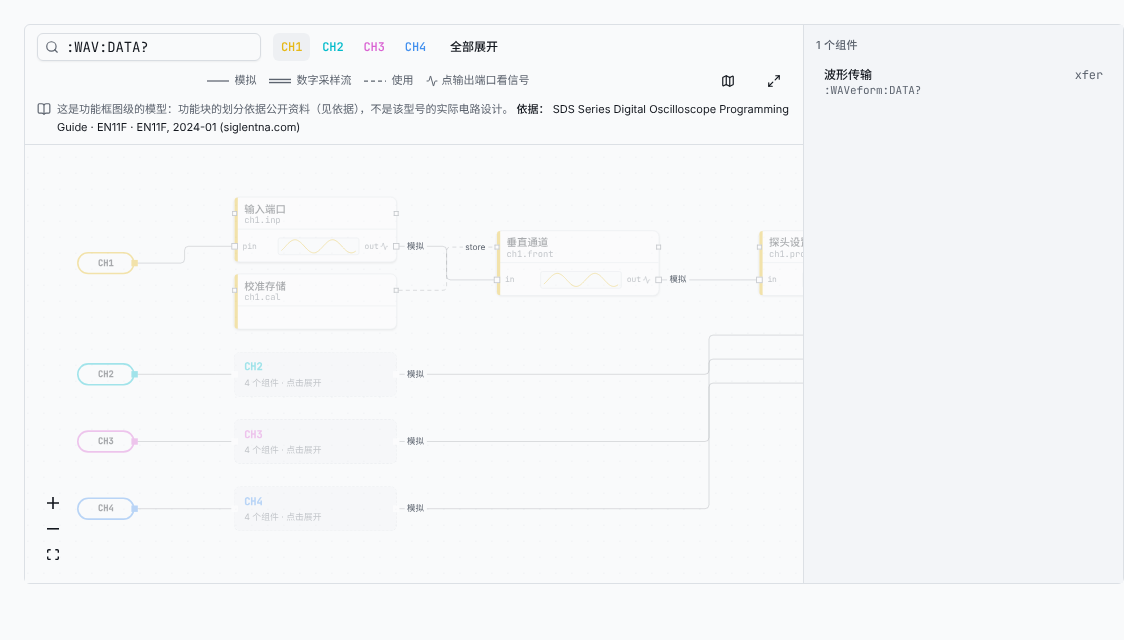 :WAV:DATA?
CH1 CH2 CH3 CH4 全部展开
模拟 数字采样流 使用 点输出端口看信号
这是功能框图级的模型：功能块的划分依据公开资料（见依据），不是该型号的实际电路设计。 依据： SDS Series Digital Oscilloscope Programming
Guide · EN11F · EN11F, 2024-01 (siglentna.com)
1 个组件
波形传输 xfer
:WAVeform:DATA?
输入端口
ch1.inp
pin out 模拟
CH1
校准存储
ch1.cal
store
垂直通道
ch1.front
in out 模拟
探头设
ch1.pr
in
CH2
CH2
4 个组件 · 点击展开
模拟
CH3
CH3
4 个组件 · 点击展开
模拟
CH4
CH4
4 个组件 · 点击展开
模拟